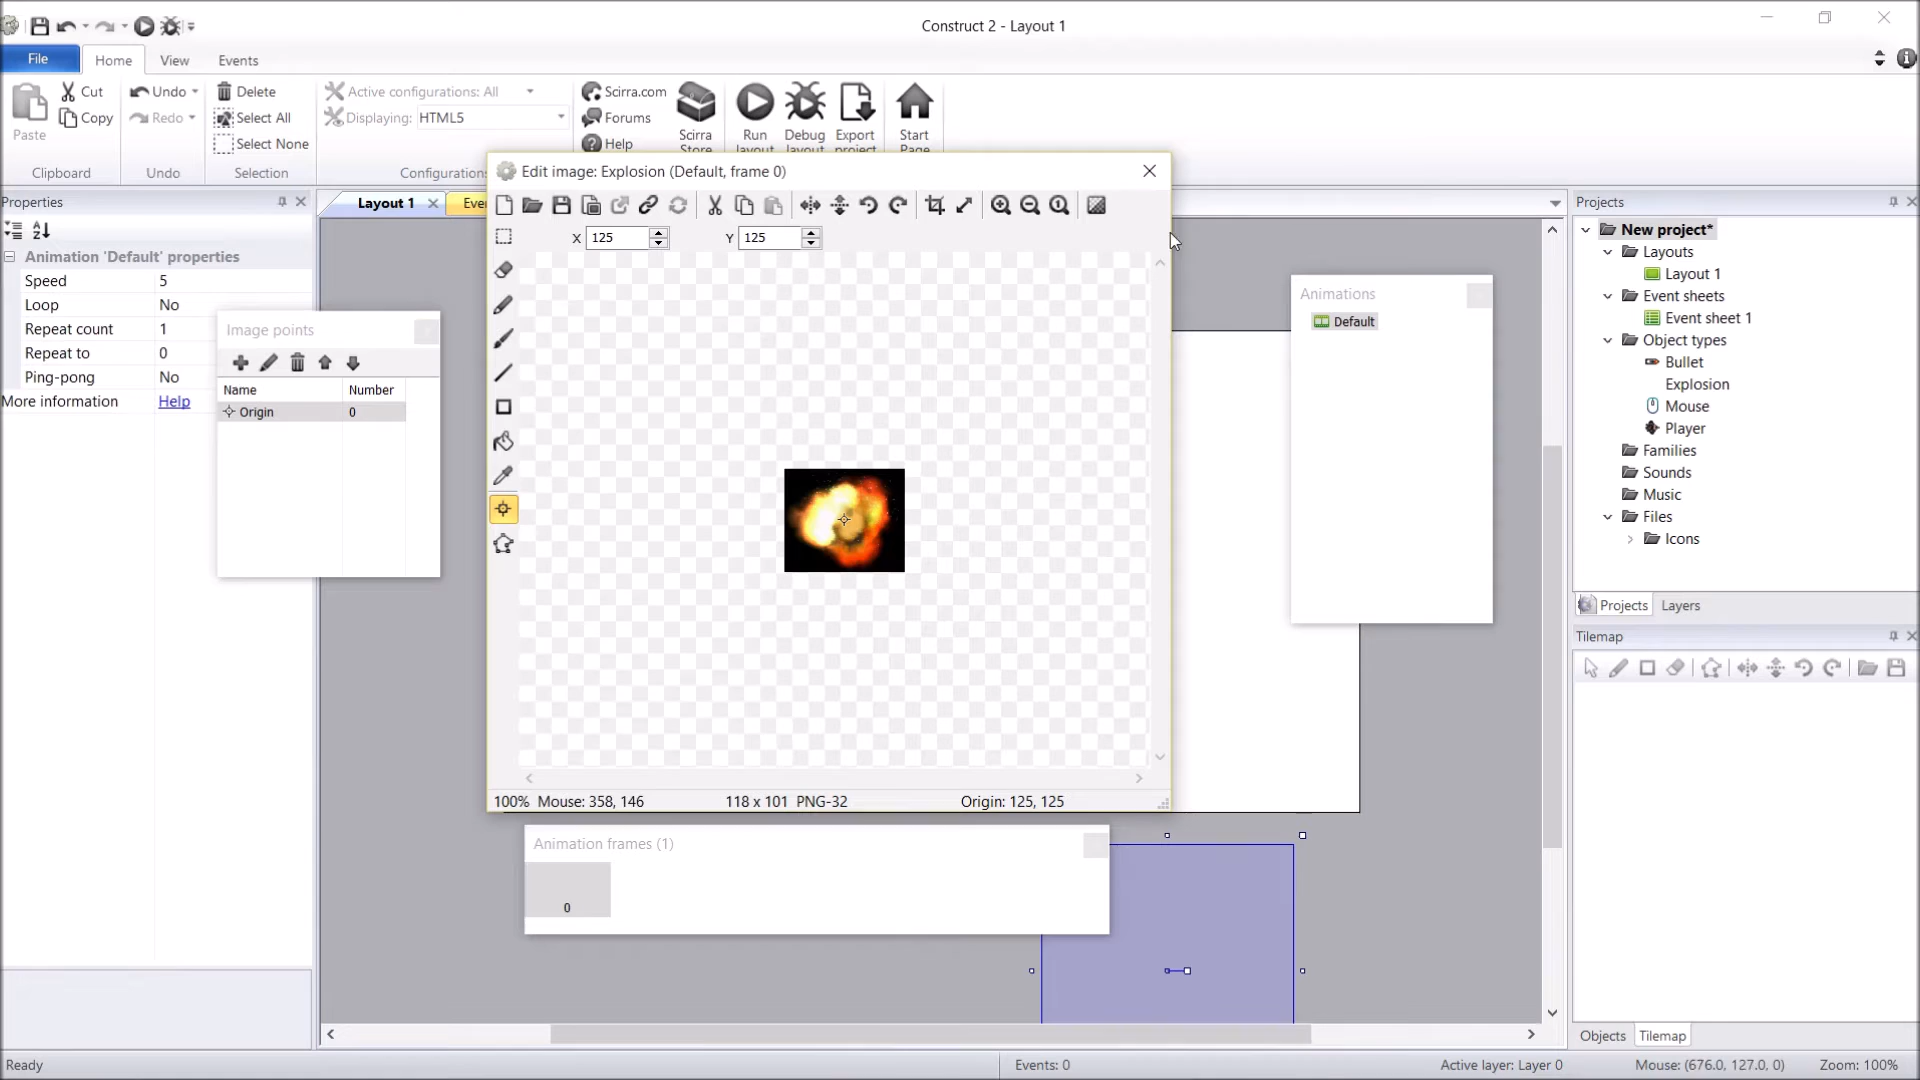 Construct 2 - Layout 1
File
Home
View
Events
Paste
Cut
Copy
Clipboard
Undo
Redo
Undo
Delete
Select All
Select None
Selection
Active configurations: All
Displaying: HTML5
Configurations
Scirra.com
Forums
Help
Scirra
Store
Run
layout
Debug
layout
Export
project
Start
Page
Properties
Animation 'Default' properties
Speed 5
Loop No
Repeat count 1
Repeat to 0
Ping-pong No
More information Help
Layout 1
Image points
Name Number
Origin 0
Edit image: Explosion (Default, frame 0)
X 125
Y 125
100% Mouse: 358, 146 118 x 101 PNG-32 Origin: 125, 125
Animation frames (1)
0
Animations
Default
Projects
New project*
Layouts
Layout 1
Event sheets
Event sheet 1
Object types
Bullet
Explosion
Mouse
Player
Families
Sounds
Music
Files
Icons
Projects Layers
Tilemap
Objects Tilemap
Ready
Events: 0
Active layer: Layer 0
Mouse: (676.0, 127.0, 0)
Zoom: 100%